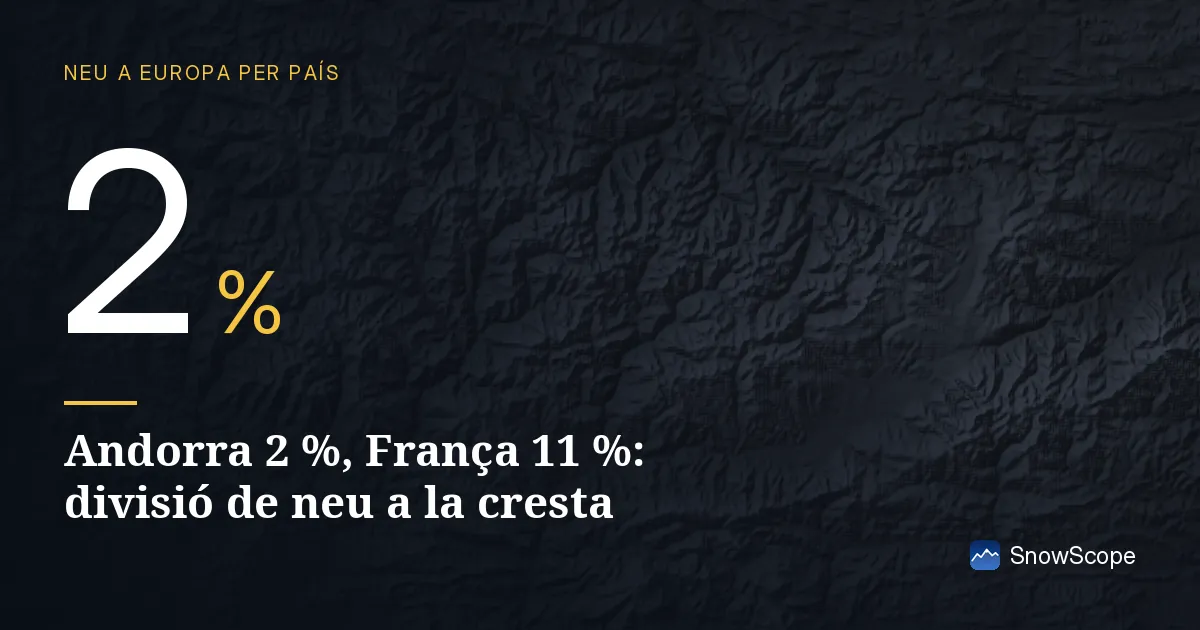 NEU A EUROPA PER PAÍS
2 %
Andorra 2 %, França 11 %:
divisió de neu a la cresta
SnowScope